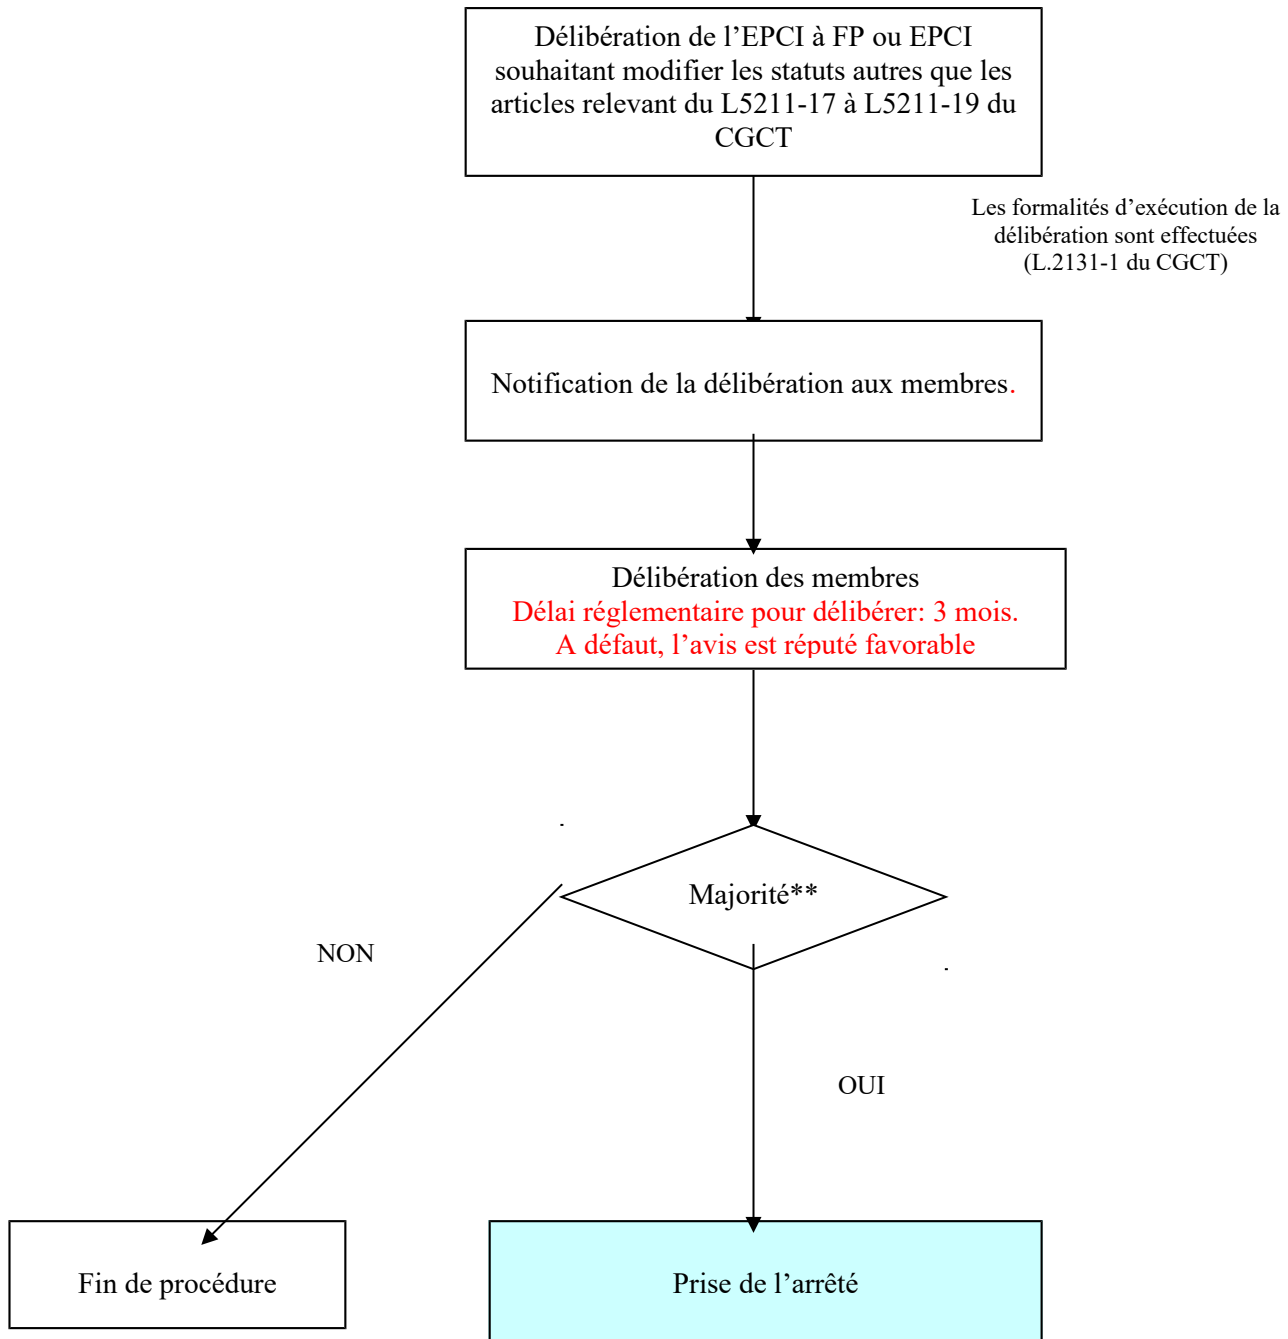 Délibération de l’EPCI à FP ou EPCI
souhaitant modifier les statuts autres que les
articles relevant du L5211-17 à L5211-19 du
CGCT
Les formalités d’exécution de la
délibération sont effectuées
(L.2131-1 du CGCT)
Notification de la délibération aux membres.
Délibération des membres
Délai réglementaire pour délibérer: 3 mois.
A défaut, l’avis est réputé favorable
Majorité**
NON
OUI
Fin de procédure
Prise de l’arrêté